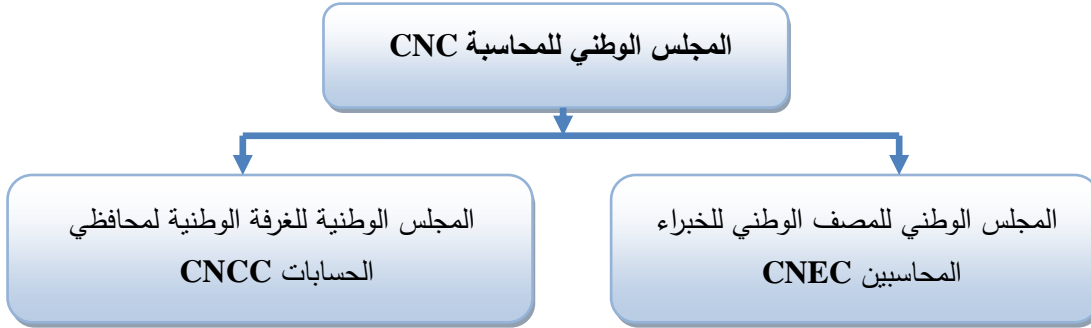 المجلس الوطني للمحاسبة CNC
المجلس الوطني للمصف الوطني للخبراء
المحاسبين CNEC
المجلس الوطنية للغرفة الوطنية لمحافظي
الحسابات CNCC